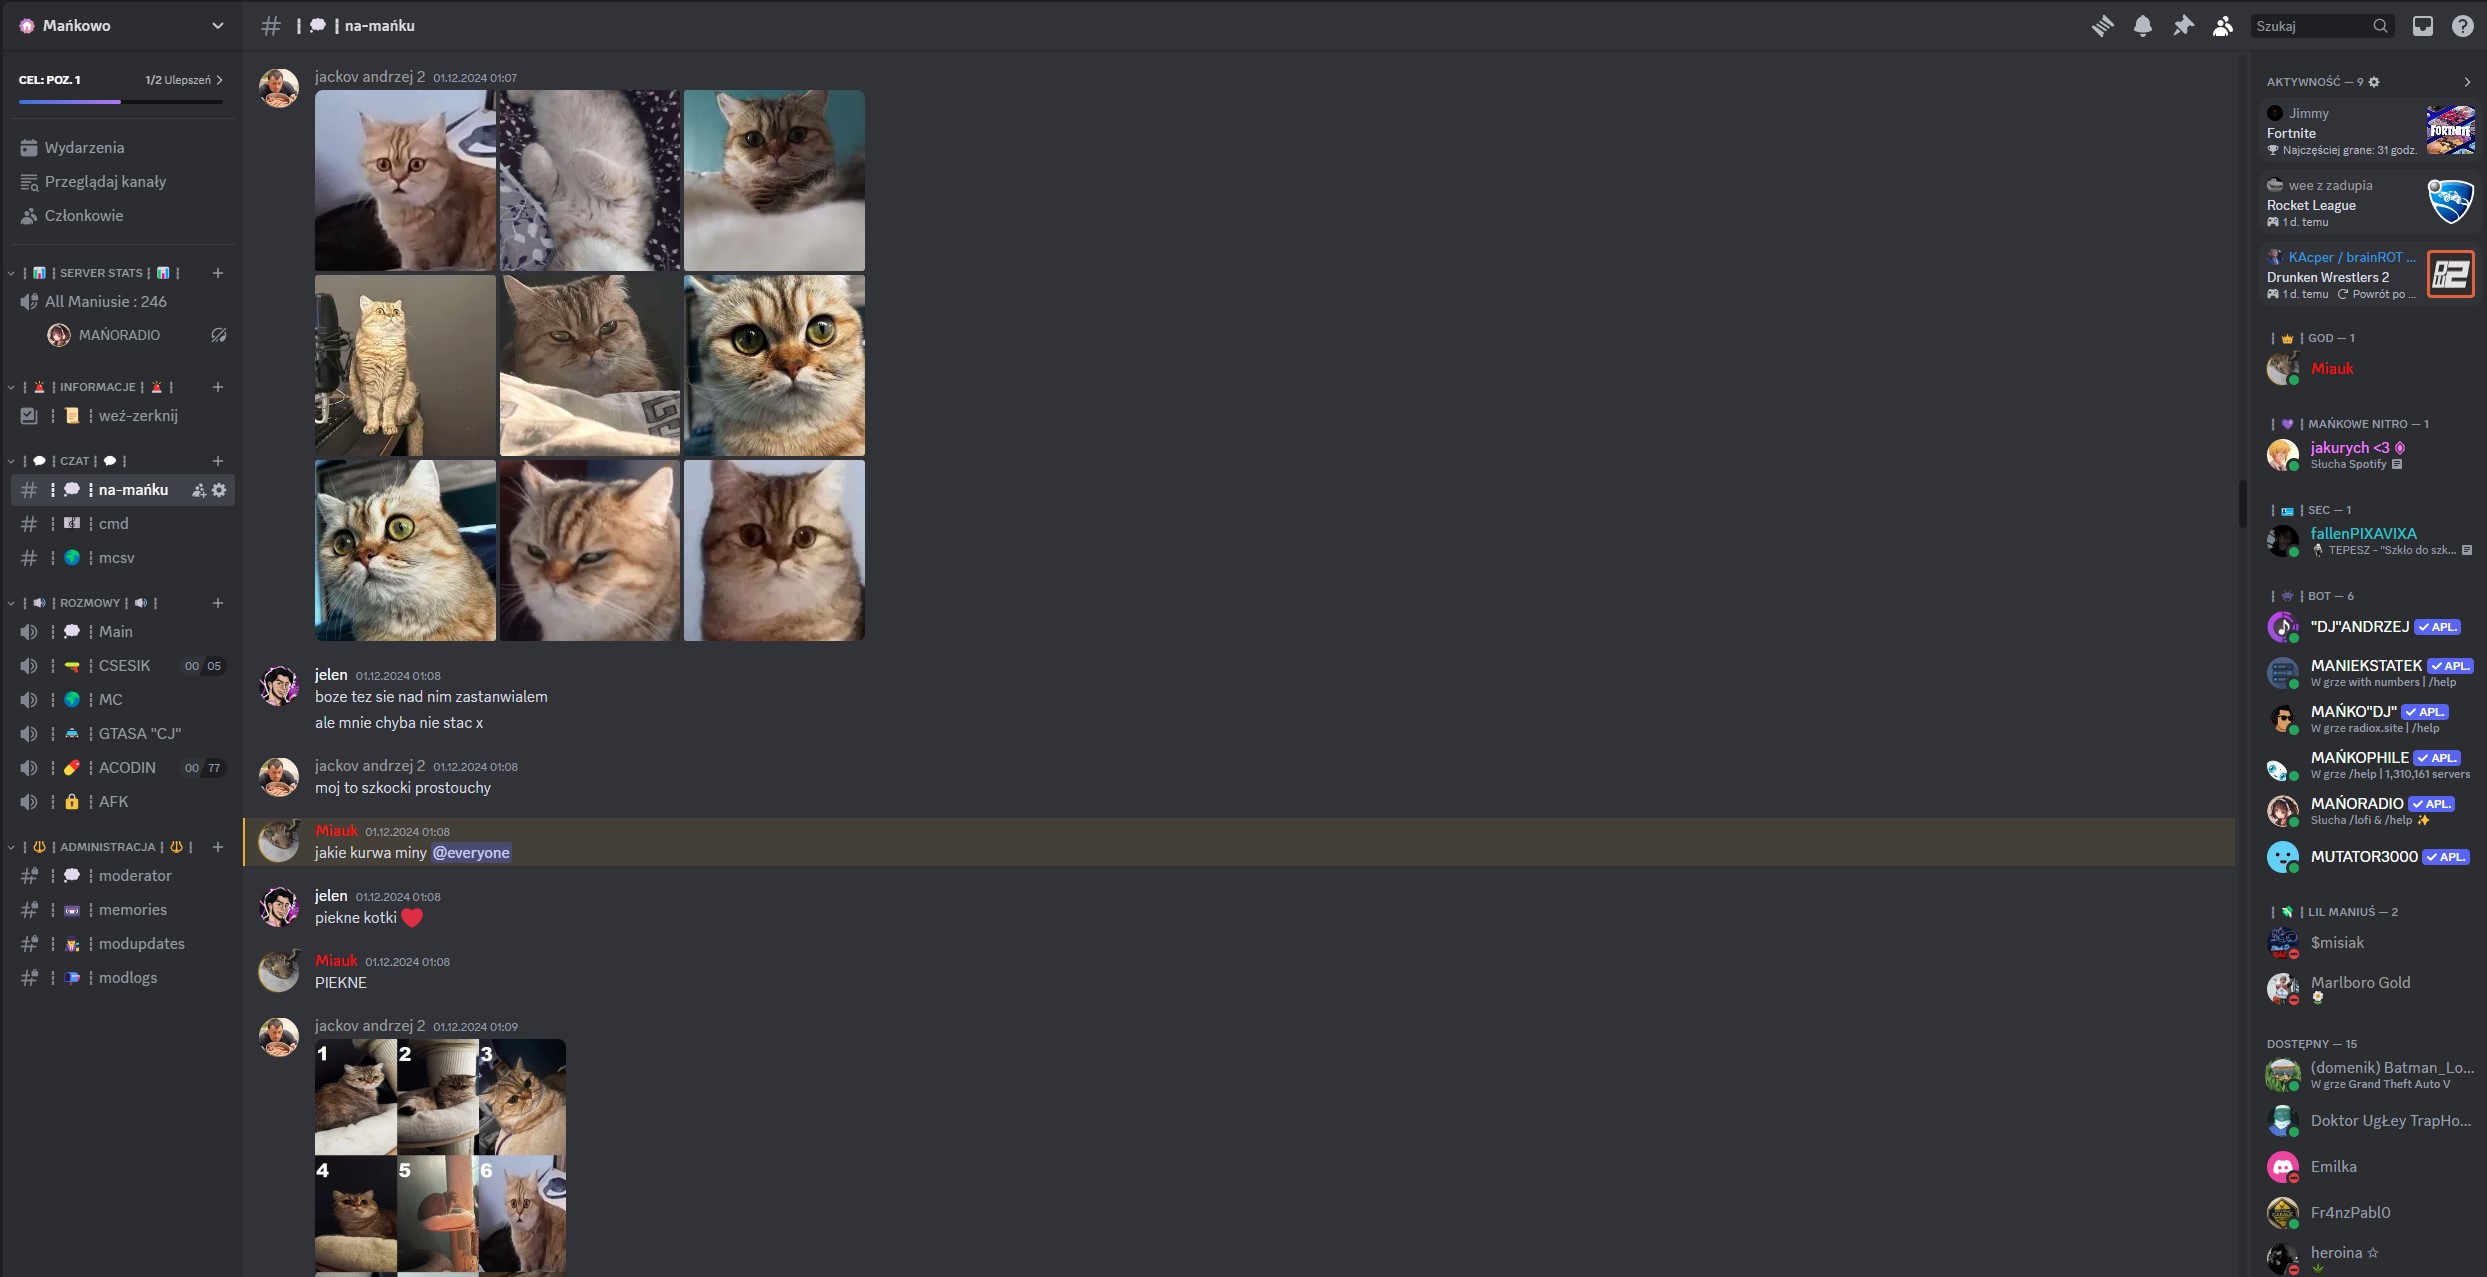 Mańkowo
CEL: POZ. 1
1/2 Ulepszeń
Wydarzenia
Przeglądaj kanały
Członkowie
┇ 📊 ┇ SERVER STATS ┇ 📊 ┇
All Maniusie : 246
MAŃORADIO
┇ 🚨 ┇ INFORMACJE ┇ 🚨 ┇
┇ 📜 ┇ weź-zerknij
┇ 💬 ┇ CZAT ┇ 💬 ┇
┇ 💭 ┇ na-mańku
┇ 🎼 ┇ cmd
┇ 🌍 ┇ mcsv
┇ 🔊 ┇ ROZMOWY ┇ 🔊 ┇
┇ 💭 ┇ Main
┇ 🔫 ┇ CSESIK 00 05
┇ 🌍 ┇ MC
┇ 🚔 ┇ GTASA "CJ"
┇ 💊 ┇ ACODIN 00 77
┇ 🔒 ┇ AFK
┇ 🔱 ┇ ADMINISTRACJA ┇ 🔱 ┇
┇ 💭 ┇ moderator
┇ 📼 ┇ memories
┇ ┇ modupdates
┇ 📭 ┇ modlogs
# ┇ 💭 ┇ na-mańku
Szukaj
jackov andrzej 2 01.12.2024 01:07
jelen 01.12.2024 01:08
boze tez sie nad nim zastanwialem
ale mnie chyba nie stac x
jackov andrzej 2 01.12.2024 01:08
moj to szkocki prostouchy
Miauk 01.12.2024 01:08
jakie kurwa miny @everyone
jelen 01.12.2024 01:08
piekne kotki ❤️
Miauk 01.12.2024 01:08
PIEKNE
jackov andrzej 2 01.12.2024 01:09
1 2 3
4 5 6
AKTYWNOŚĆ — 9
Jimmy
Fortnite
Najczęściej grane: 31 godz.
FORTNITE
wee z zadupia
Rocket League
1 d. temu
KAcper / brainROT ...
Drunken Wrestlers 2
1 d. temu Powrót po ...
DW2
┇ 👑 ┇ GOD — 1
Miauk
┇ 💜 ┇ MAŃKOWE NITRO — 1
jakurych <3
Słucha Spotify
┇ 🪪 ┇ SEC — 1
fallenPIXAVIXA
TEPESZ - "Szkło do szk...
┇ 👾 ┇ BOT — 6
"DJ"ANDRZEJ ✓ APL.
MANIEKSTATEK ✓ APL.
W grze with numbers | /help
MAŃKO"DJ" ✓ APL.
W grze radiox.site | /help
MAŃKOPHILE ✓ APL.
W grze /help | 1,310,161 servers
MAŃORADIO ✓ APL.
Słucha /lofi & /help ✨
MUTATOR3000 ✓ APL.
┇ 💸 ┇ LIL MANIUŚ — 2
$misiak
Marlboro Gold
DOSTĘPNY — 15
(domenik) Batman_Lo...
W grze Grand Theft Auto V
Doktor UgŁey TrapHo...
Emilka
Fr4nzPabl0
heroina ☆